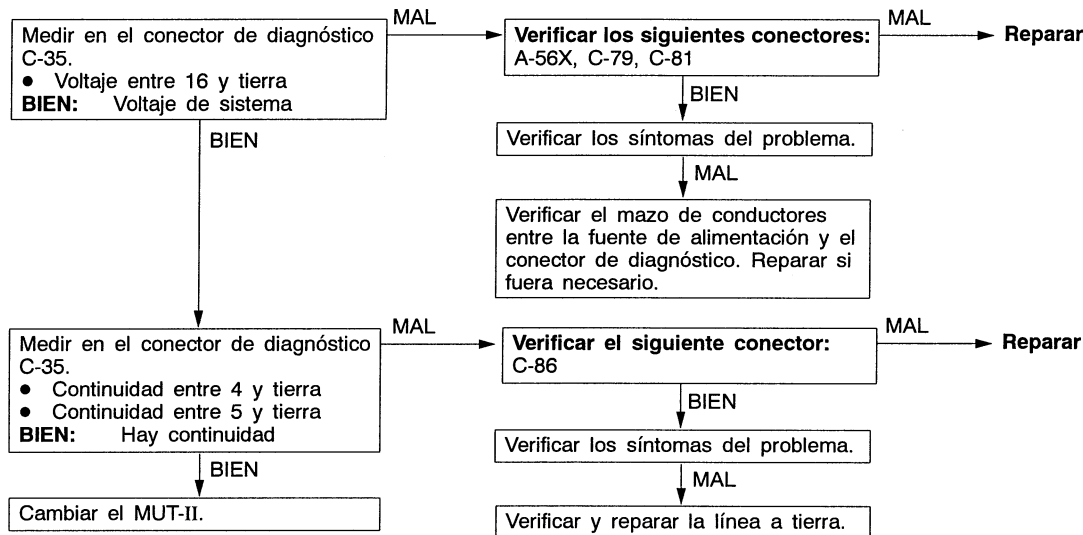 Medir en el conector de diagnóstico
C-35.
● Voltaje entre 16 y tierra
BIEN: Voltaje de sistema
MAL
Verificar los siguientes conectores:
A-56X, C-79, C-81
MAL
Reparar
BIEN
Verificar los síntomas del problema.
MAL
Verificar el mazo de conductores
entre la fuente de alimentación y el
conector de diagnóstico. Reparar si
fuera necesario.
BIEN
Medir en el conector de diagnóstico
C-35.
● Continuidad entre 4 y tierra
● Continuidad entre 5 y tierra
BIEN: Hay continuidad
MAL
Verificar el siguiente conector:
C-86
MAL
Reparar
BIEN
Verificar los síntomas del problema.
MAL
Verificar y reparar la línea a tierra.
BIEN
Cambiar el MUT-II.